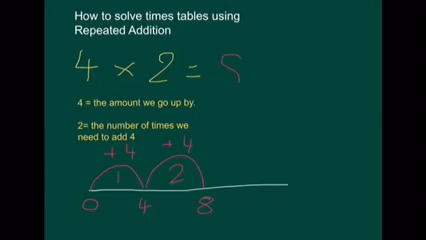 How to solve times tables using
Repeated Addition
4 × 2 =
4 = the amount we go up by.
2= the number of times we
need to add 4
+ 4 + 4
1 2
0 4 8